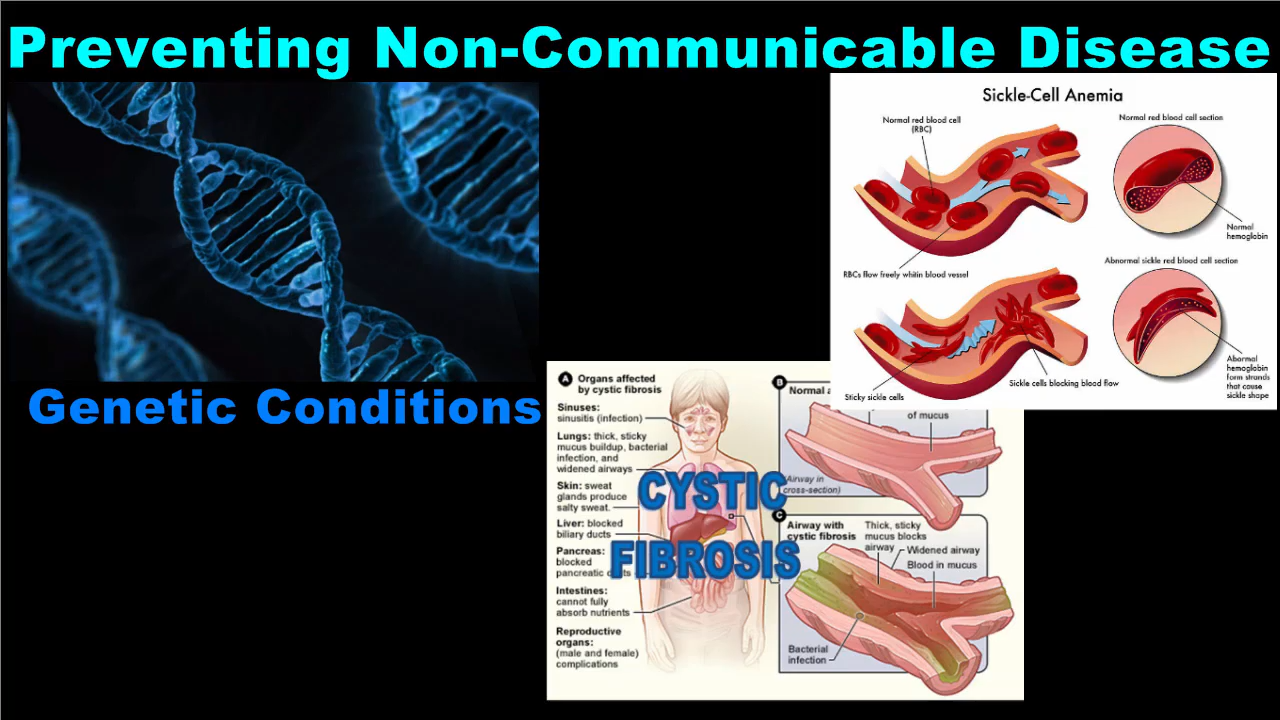 Preventing Non-Communicable Disease
Sickle-Cell Anemia
Normal red blood cell
(RBC)
Normal red blood cell section
Normal
hemoglobin
RBCs flow freely whitin blood vessel
Abnormal sickle red blood cell section
Abormal
hemoglobin
form strands
that cause
sickle shape
Sickle cells blocking blood flow
Sticky sickle cells
Genetic Conditions
A Organs affected
by cystic fibrosis
Sinuses:
sinusitis (infection)
Lungs: thick, sticky
mucus buildup, bacterial
infection, and
widened airways
Skin: sweat
glands produce
salty sweat.
Liver: blocked
biliary ducts
Pancreas:
blocked
pancreatic
Intestines:
cannot fully
absorb nutrients
Reproductive
organs:
(male and female)
complications
CYSTIC
FIBROSIS
B
Normal
of mucus
(Airway in
cross-section)
C
Airway with
cystic fibrosis
Thick, sticky
mucus blocks
airway
Widened airway
Blood in mucus
Bacterial
infection